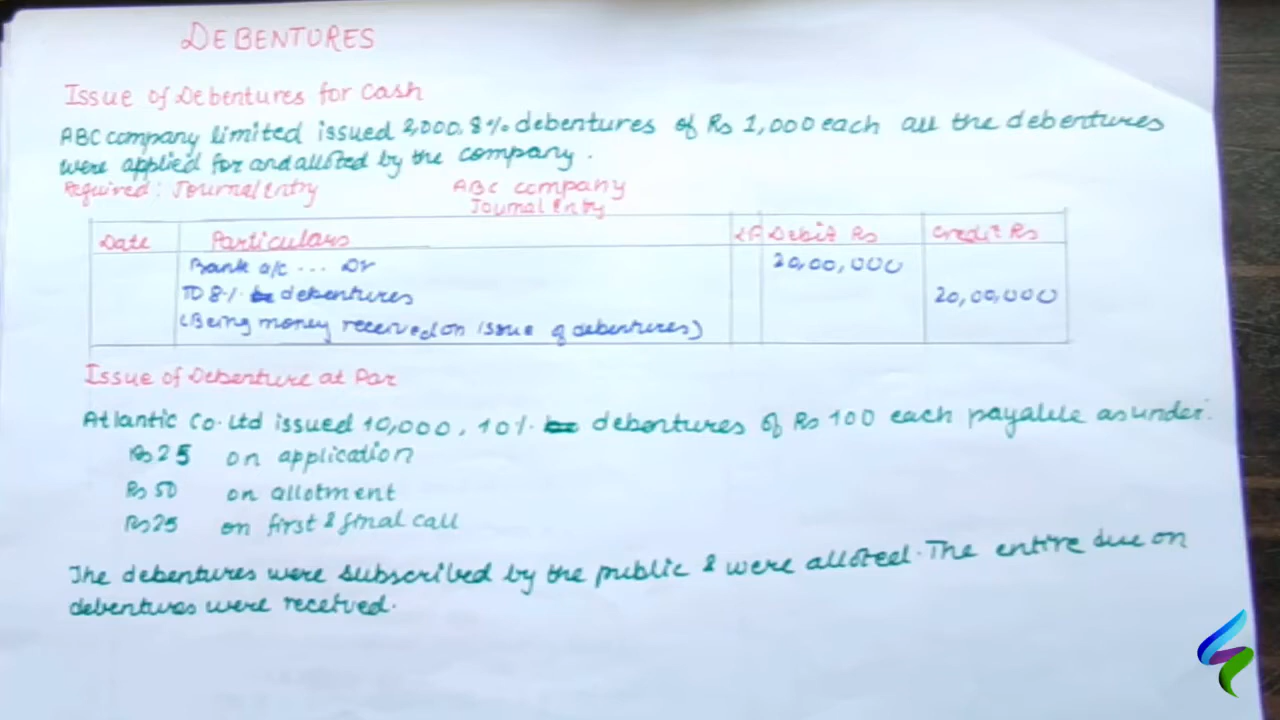 DEBENTURES
Issue of Debentures for Cash
ABC company limited issued 2,000, 8% debentures of Rs 1,000 each all the debentures
were applied for and alloted by the company.
Required: Journal Entry
ABC company
Journal Entry
Date Particulars LF Debit Rs Credit Rs
Bank a/c ... Dr 20,00,000
TO 8% debentures 20,00,000
(Being money received on issue of debentures)
Issue of Debenture at Par
Atlantic Co. Ltd issued 10,000, 10% debentures of Rs 100 each payable as under:
Rs 25 on application
Rs 50 on allotment
Rs 25 on first & final call
The debentures were subscribed by the public & were alloted. The entire due on
debentures were received.